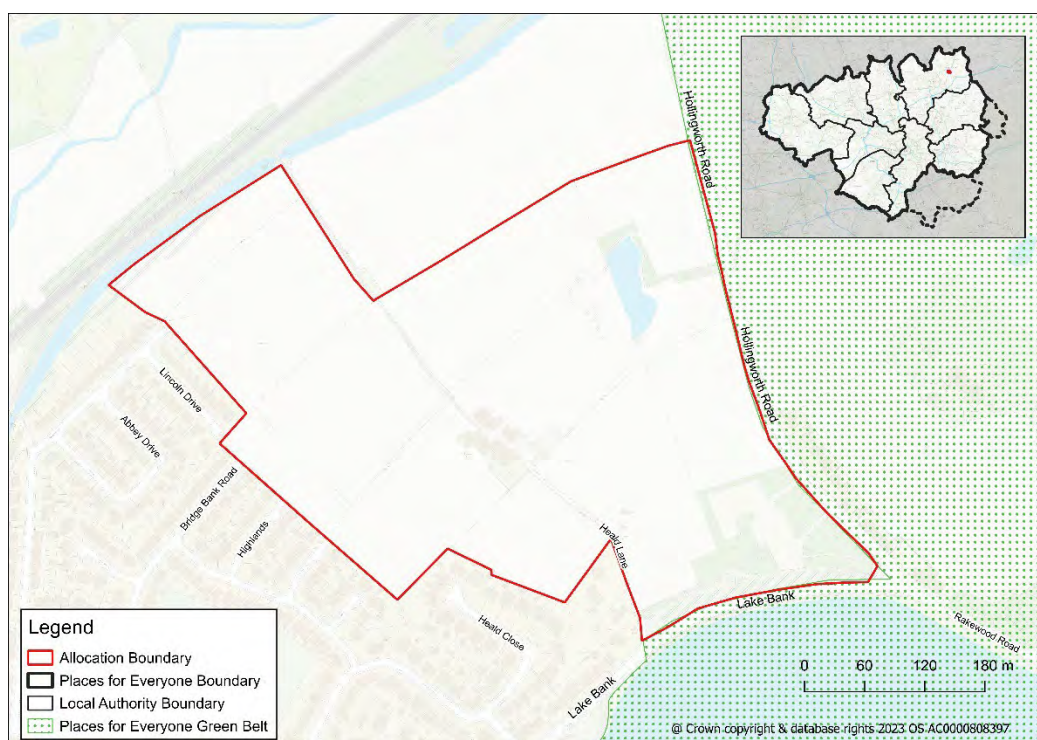 Hollingworth Road
Hollingworth Road
Lincoln Drive
Abbey Drive
Bridge Bank Road
Highlands
Heald Lane
Heald Close
Lake Bank
Lake Bank
Rakewood Road
Legend
Allocation Boundary
Places for Everyone Boundary
Local Authority Boundary
Places for Everyone Green Belt
0 60 120 180 m
@ Crown copyright & database rights 2023 OS AC0000808397